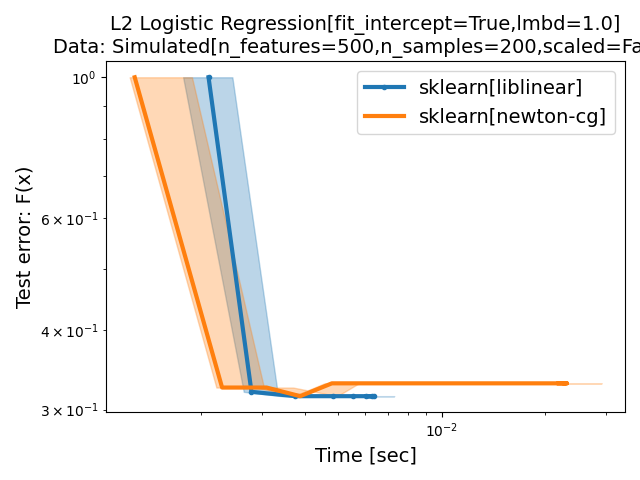 L2 Logistic Regression[fit_intercept=True,lmbd=1.0]
Data: Simulated[n_features=500,n_samples=200,scaled=Fa
sklearn[liblinear]
sklearn[newton-cg]
Test error: F(x)
10⁰
6 × 10⁻¹
4 × 10⁻¹
3 × 10⁻¹
10⁻²
Time [sec]